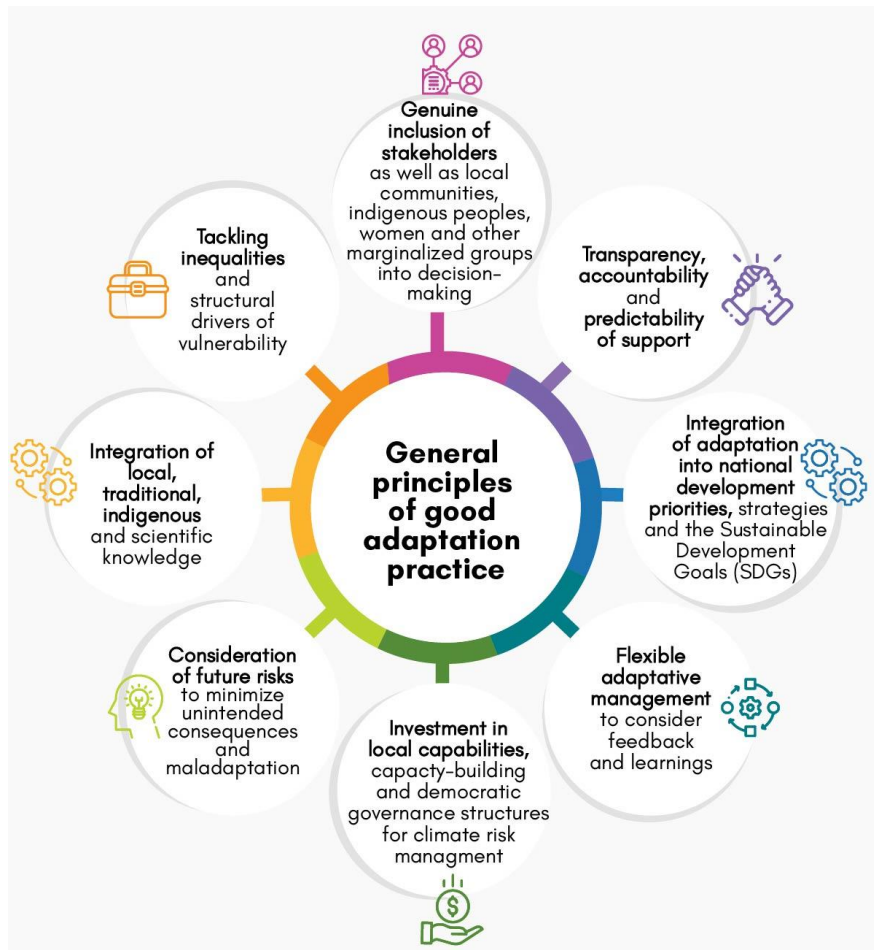 Genuine
inclusion of
stakeholders
as well as local
communities,
indigenous peoples,
women and other
marginalized groups
into decision-
making
Transparency,
accountability
and
predictability
of support
Integration
of adaptation
into national
development
priorities, strategies
and the Sustainable
Development
Goals (SDGs)
Flexible
adaptative
management
to consider
feedback
and learnings
Investment in
local capabilities,
capacty-building
and democratic
governance structures
for climate risk
managment
Consideration
of future risks
to minimize
unintended
consequences
and
maladaptation
Integration of
local,
traditional,
indigenous
and scientific
knowledge
Tackling
inequalities
and
structural
drivers of
vulnerability
General
principles
of good
adaptation
practice
$